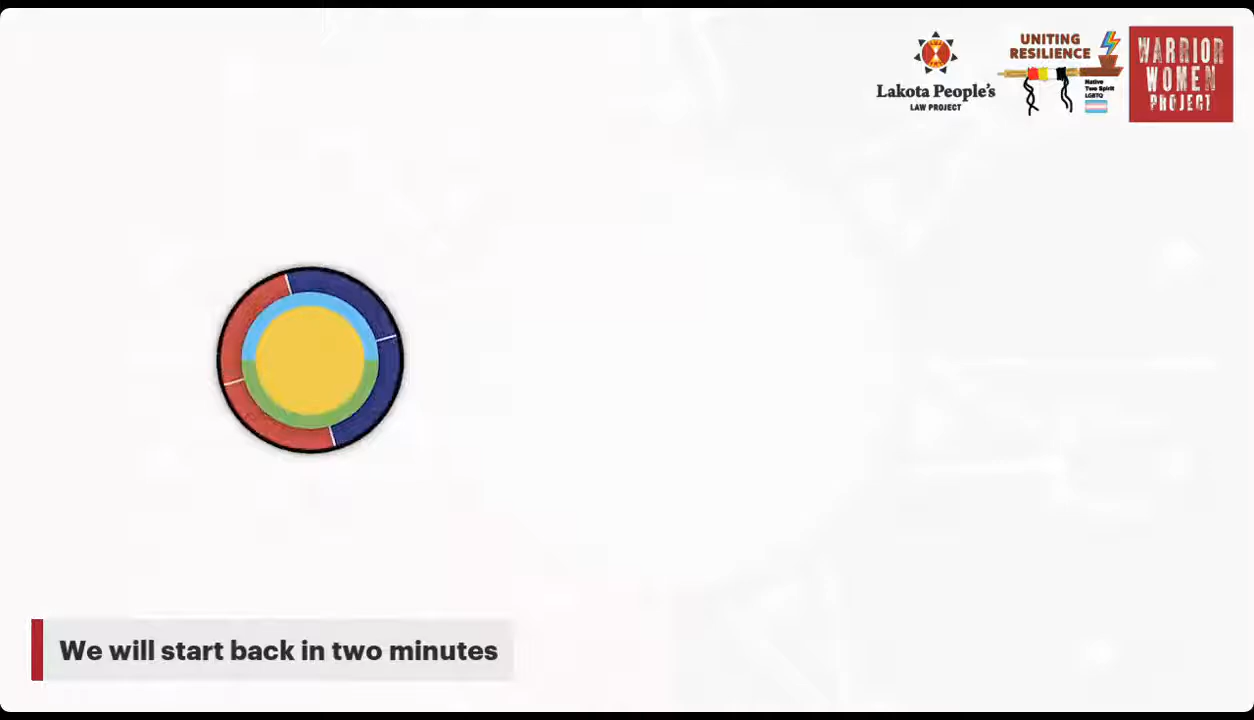 Lakota People's
LAW PROJECT
UNITING
RESILIENCE
Native
Two Spirit
LGBTQ
WARRIOR
WOMEN
PROJECT
We will start back in two minutes